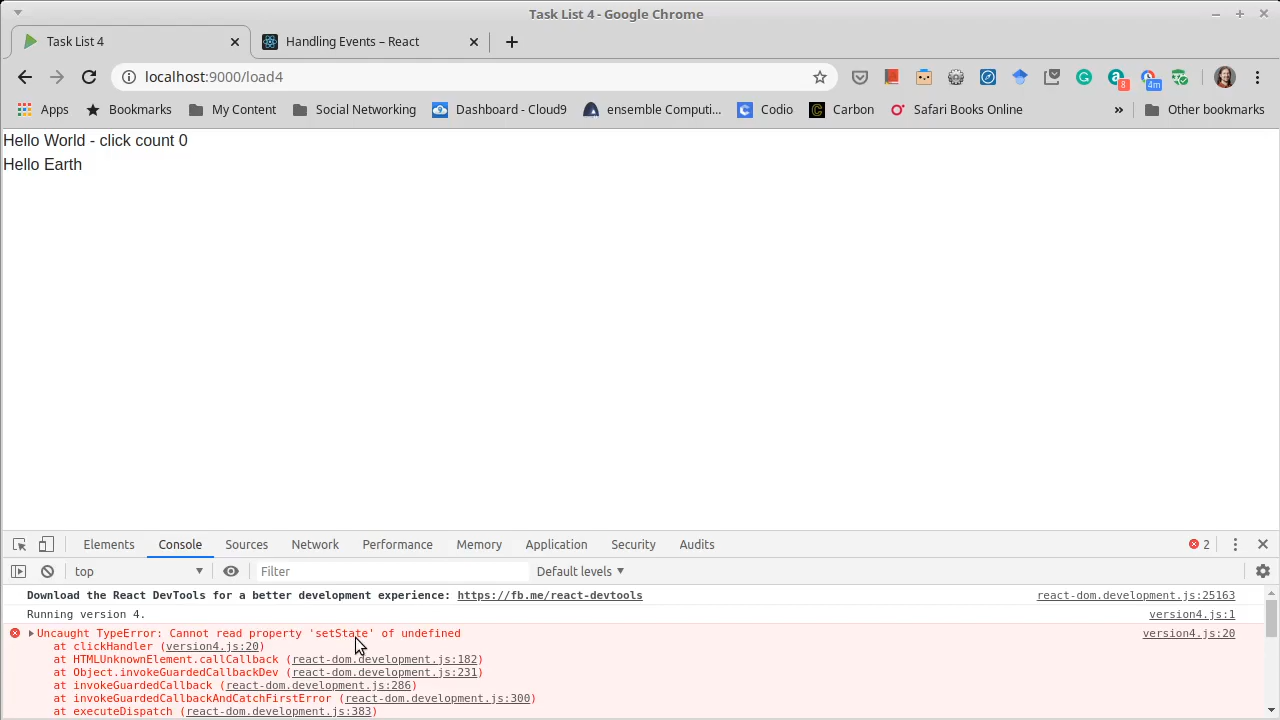 Task List 4 - Google Chrome
Task List 4
Handling Events – React
localhost:9000/load4
8
4m
Apps
Bookmarks
My Content
Social Networking
Dashboard - Cloud9
ensemble Computi...
Codio
Carbon
Safari Books Online
»
Other bookmarks
Hello World - click count 0
Hello Earth
Elements
Console
Sources
Network
Performance
Memory
Application
Security
Audits
2
top
Filter
Default levels
Download the React DevTools for a better development experience: https://fb.me/react-devtools
react-dom.development.js:25163
Running version 4.
version4.js:1
Uncaught TypeError: Cannot read property 'setState' of undefined
version4.js:20
at clickHandler (version4.js:20)
at HTMLUnknownElement.callCallback (react-dom.development.js:182)
at Object.invokeGuardedCallbackDev (react-dom.development.js:231)
at invokeGuardedCallback (react-dom.development.js:286)
at invokeGuardedCallbackAndCatchFirstError (react-dom.development.js:300)
at executeDispatch (react-dom.development.js:383)